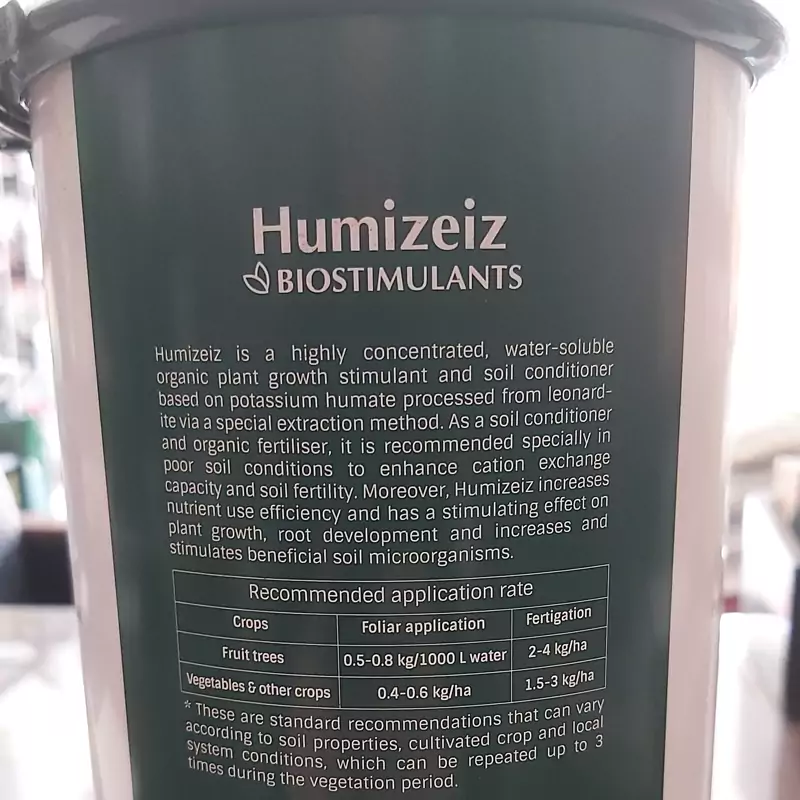 Humizeiz
BIOSTIMULANTS
Humizeiz is a highly concentrated, water-soluble
organic plant growth stimulant and soil conditioner
based on potassium humate processed from leonard-
ite via a special extraction method. As a soil conditioner
and organic fertiliser, it is recommended specially in
poor soil conditions to enhance cation exchange
capacity and soil fertility. Moreover, Humizeiz increases
nutrient use efficiency and has a stimulating effect on
plant growth, root development and increases and
stimulates beneficial soil microorganisms.
Recommended application rate
Crops Foliar application Fertigation
Fruit trees 0.5-0.8 kg/1000 L water 2-4 kg/ha
Vegetables & other crops 0.4-0.6 kg/ha 1.5-3 kg/ha
* These are standard recommendations that can vary
according to soil properties, cultivated crop and local
system conditions, which can be repeated up to 3
times during the vegetation period.